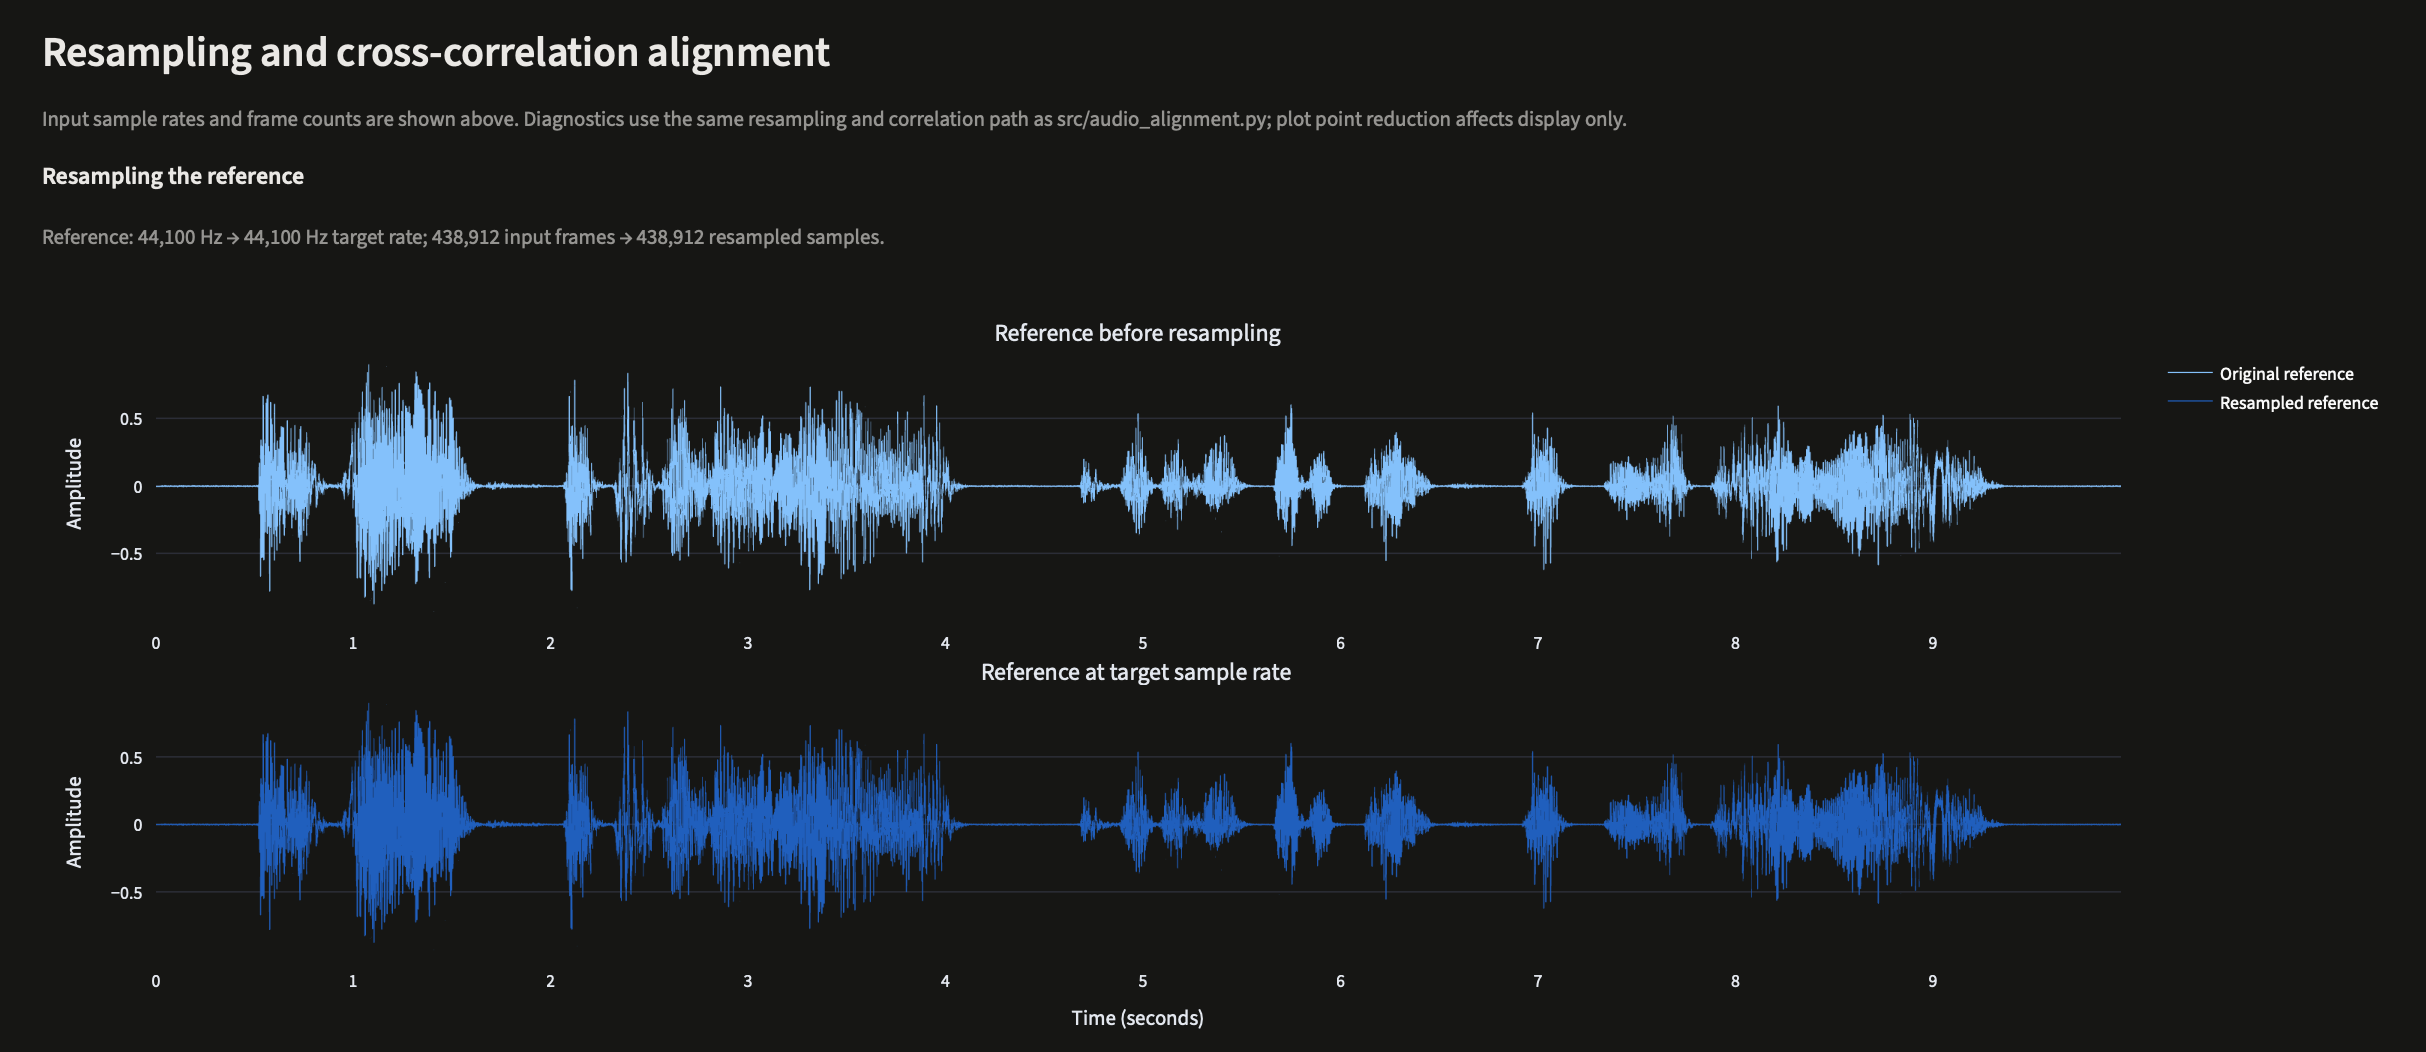 Resampling and cross-correlation alignment
Input sample rates and frame counts are shown above. Diagnostics use the same resampling and correlation path as src/audio_alignment.py; plot point reduction affects display only.
Resampling the reference
Reference: 44,100 Hz → 44,100 Hz target rate; 438,912 input frames → 438,912 resampled samples.
Reference before resampling
Original reference
Resampled reference
Amplitude
0.5
0
−0.5
0 1 2 3 4 5 6 7 8 9
Reference at target sample rate
Amplitude
0.5
0
−0.5
0 1 2 3 4 5 6 7 8 9
Time (seconds)